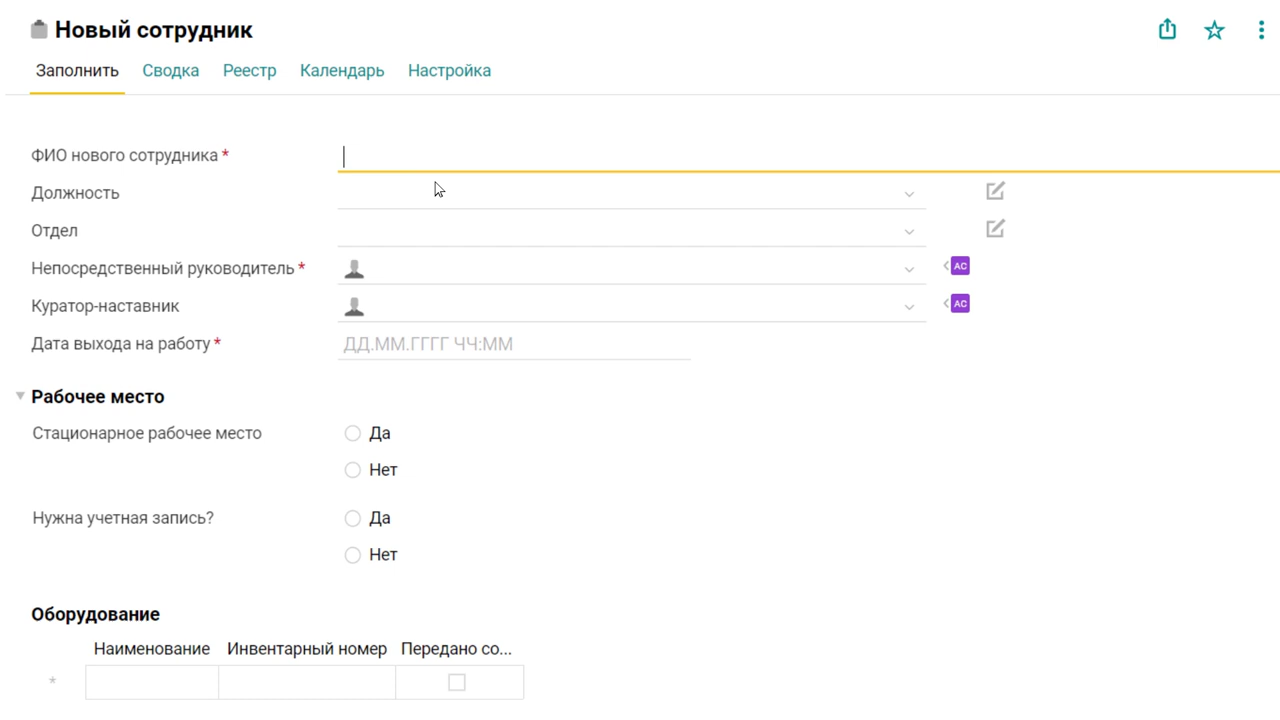 Новый сотрудник
Заполнить Сводка Реестр Календарь Настройка
ФИО нового сотрудника *
Должность
Отдел
Непосредственный руководитель * AC
Куратор-наставник AC
Дата выхода на работу * ДД.ММ.ГГГГ ЧЧ:ММ
Рабочее место
Стационарное рабочее место Да
Нет
Нужна учетная запись? Да
Нет
Оборудование
Наименование Инвентарный номер Передано со...
*